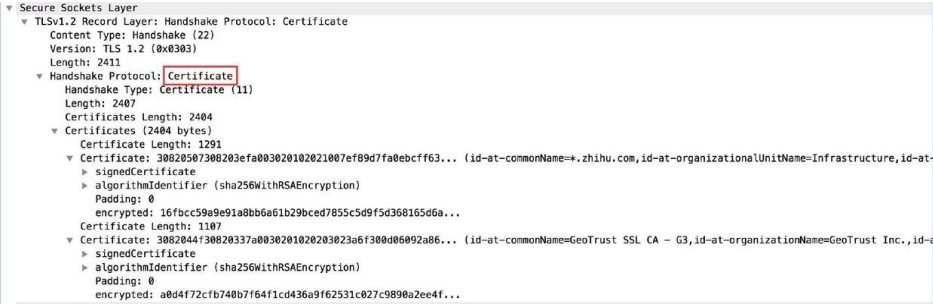 Secure Sockets Layer
TLSv1.2 Record Layer: Handshake Protocol: Certificate
Content Type: Handshake (22)
Version: TLS 1.2 (0x0303)
Length: 2411
Handshake Protocol: Certificate
Handshake Type: Certificate (11)
Length: 2407
Certificates Length: 2404
Certificates (2404 bytes)
Certificate Length: 1291
Certificate: 30820507308203efa003020102021007ef89d7fa0ebcff63... (id-at-commonName=*.zhihu.com,id-at-organizationalUnitName=Infrastructure,id-at-
signedCertificate
algorithmIdentifier (sha256WithRSAEncryption)
Padding: 0
encrypted: 16fbcc59a9e91a8bb6a61b29bced7855c5d9f5d368165d6a...
Certificate Length: 1107
Certificate: 3082044f30820337a0030201020203023a6f300d06092a86... (id-at-commonName=GeoTrust SSL CA - G3,id-at-organizationName=GeoTrust Inc.,id-a
signedCertificate
algorithmIdentifier (sha256WithRSAEncryption)
Padding: 0
encrypted: a0d4f72cfb740b7f64f1cd436a9f62531c027c9890a2ee4f...